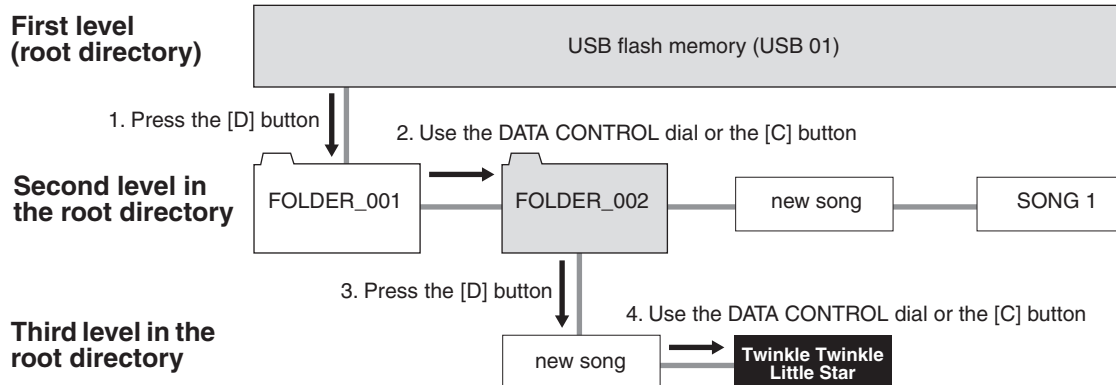 First level
(root directory)
USB flash memory (USB 01)
1. Press the [D] button
2. Use the DATA CONTROL dial or the [C] button
Second level in
the root directory
FOLDER_001
FOLDER_002
new song
SONG 1
3. Press the [D] button
4. Use the DATA CONTROL dial or the [C] button
Third level in the
root directory
new song
Twinkle Twinkle
Little Star